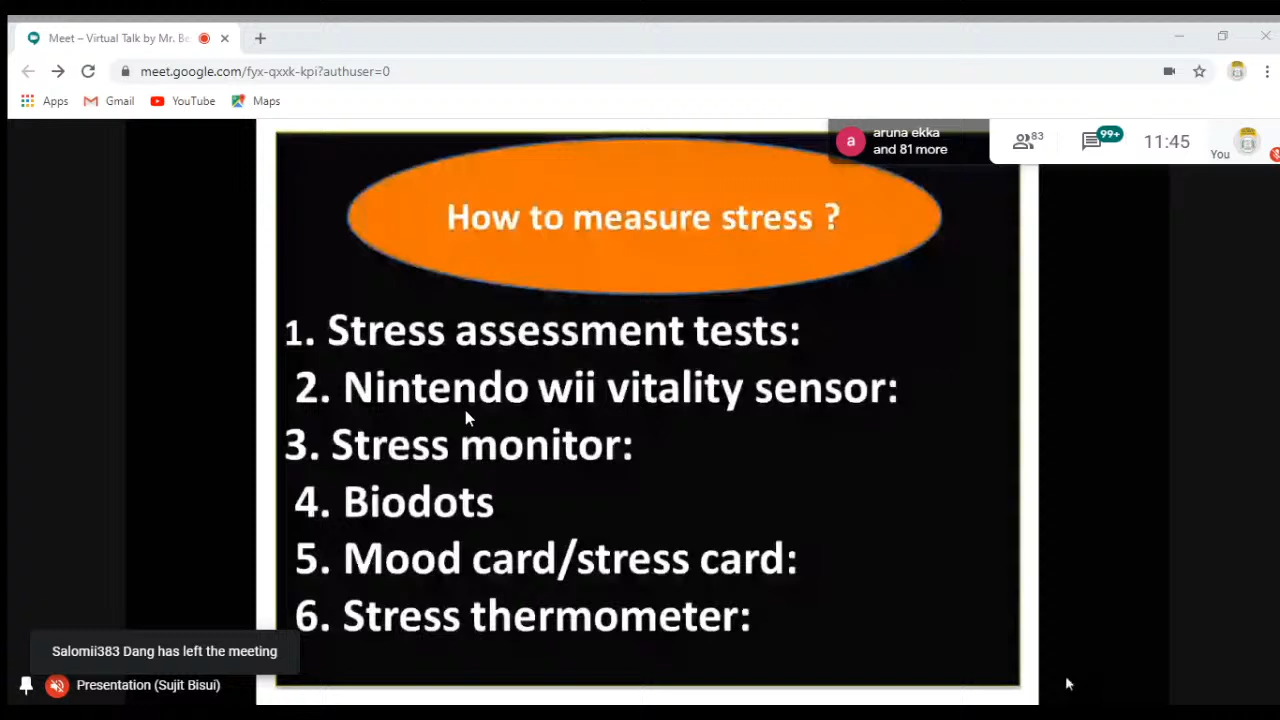 Meet – Virtual Talk by Mr. Be
meet.google.com/fyx-qxxk-kpi?authuser=0
Apps Gmail YouTube Maps
aruna ekka
and 81 more
83
99+
11:45
You
a
How to measure stress ?
1. Stress assessment tests:
2. Nintendo wii vitality sensor:
3. Stress monitor:
4. Biodots
5. Mood card/stress card:
6. Stress thermometer:
Salomii383 Dang has left the meeting
Presentation (Sujit Bisui)